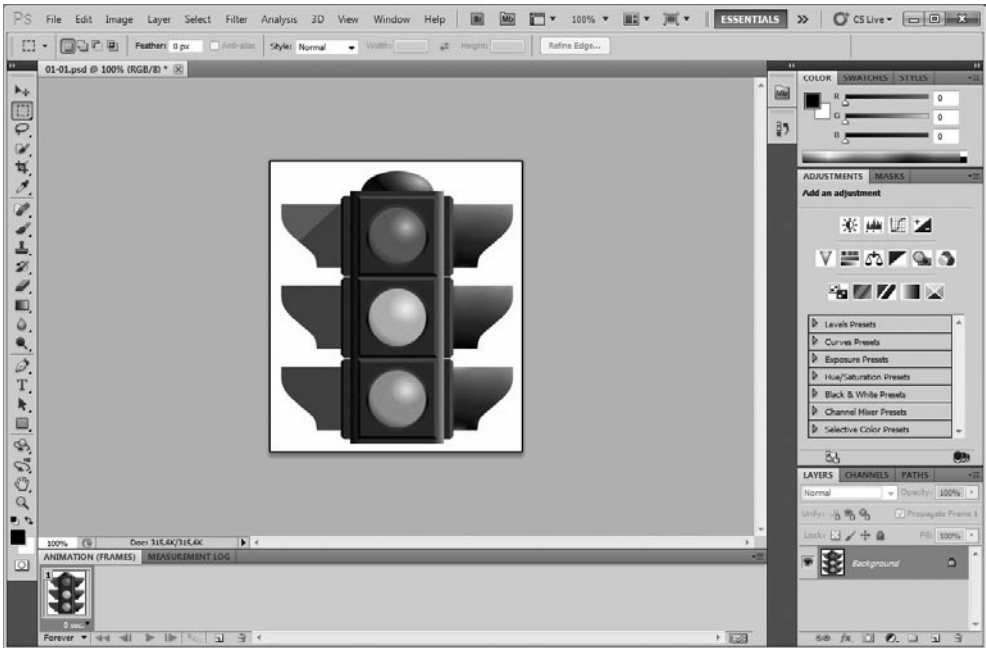 PS File Edit Image Layer Select Filter Analysis 3D View Window Help Br Mb 100% ESSENTIALS CS Live
Feather: 0 px Anti-alias Style: Normal Width: Height: Refine Edge...
01-01.psd @ 100% (RGB/8) *
Mb
COLOR SWATCHES STYLES
R 0
G 0
B 0
ADJUSTMENTS MASKS
Add an adjustment
Levels Presets
Curves Presets
Exposure Presets
Hue/Saturation Presets
Black & White Presets
Channel Mixer Presets
Selective Color Presets
LAYERS CHANNELS PATHS
Normal Opacity: 100%
Unify: Propagate Frame 1
Lock: Fill: 100%
Background
fx
T
100% Doc: 315,6K/315,6K
ANIMATION (FRAMES) MEASUREMENT LOG
1
0 sec.
Forever